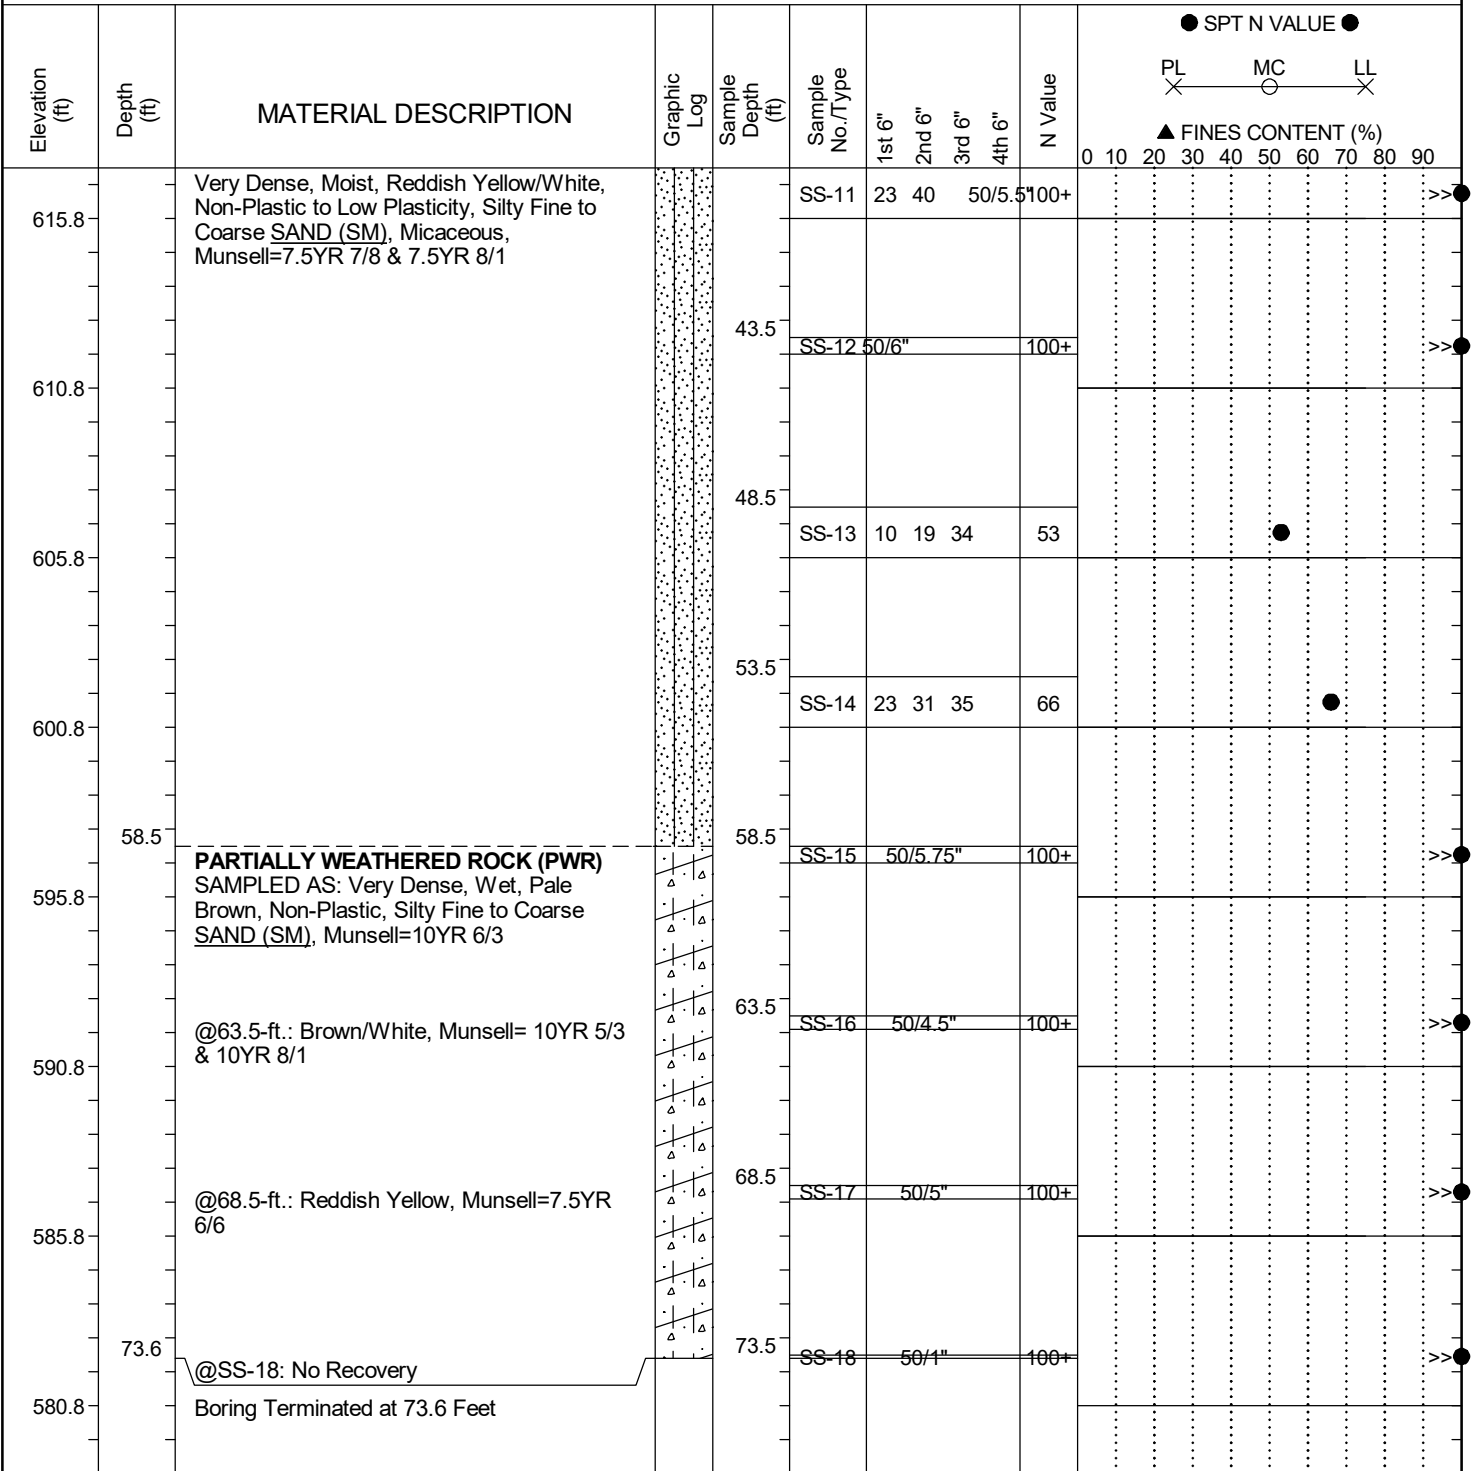 ● SPT N VALUE ●
PL MC LL
▲ FINES CONTENT (%)
Elevation
(ft)
Depth
(ft)
MATERIAL DESCRIPTION
Graphic
Log
Sample
Depth
(ft)
Sample
No./Type
1st 6"
2nd 6"
3rd 6"
4th 6"
N Value
0 10 20 30 40 50 60 70 80 90
Very Dense, Moist, Reddish Yellow/White,
Non-Plastic to Low Plasticity, Silty Fine to
Coarse SAND (SM), Micaceous,
Munsell=7.5YR 7/8 & 7.5YR 8/1
SS-11 23 40 50/5.5" 100+ >>
615.8
43.5
SS-12 50/6" 100+ >>
610.8
48.5
SS-13 10 19 34 53
605.8
53.5
SS-14 23 31 35 66
600.8
58.5 58.5
PARTIALLY WEATHERED ROCK (PWR)
SAMPLED AS: Very Dense, Wet, Pale
Brown, Non-Plastic, Silty Fine to Coarse
SAND (SM), Munsell=10YR 6/3
SS-15 50/5.75" 100+ >>
595.8
63.5
@63.5-ft.: Brown/White, Munsell= 10YR 5/3
& 10YR 8/1
SS-16 50/4.5" 100+ >>
590.8
68.5
@68.5-ft.: Reddish Yellow, Munsell=7.5YR
6/6
SS-17 50/5" 100+ >>
585.8
73.6 73.5
SS-18 50/1" 100+ >>
@SS-18: No Recovery
580.8
Boring Terminated at 73.6 Feet